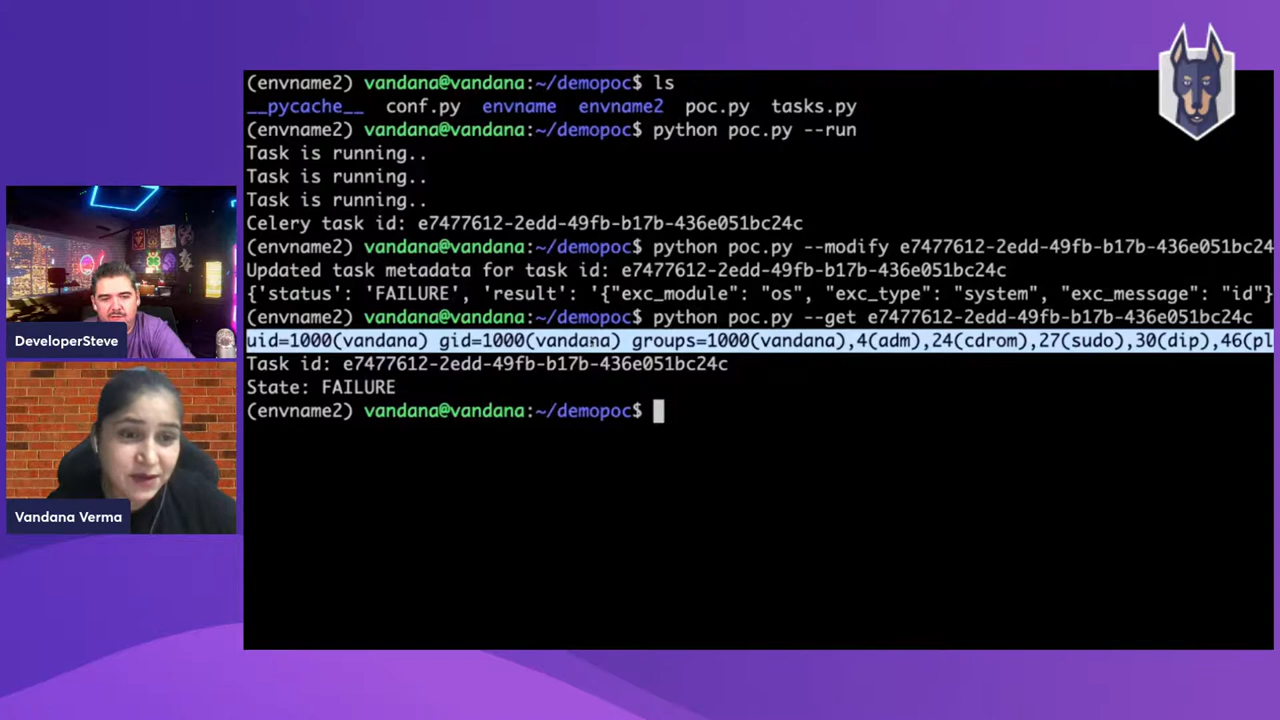 (envname2) vandana@vandana:~/demopoc$ ls
__pycache__ conf.py envname envname2 poc.py tasks.py
(envname2) vandana@vandana:~/demopoc$ python poc.py --run
Task is running..
Task is running..
Task is running..
Celery task id: e7477612-2edd-49fb-b17b-436e051bc24c
(envname2) vandana@vandana:~/demopoc$ python poc.py --modify e7477612-2edd-49fb-b17b-436e051bc24
Updated task metadata for task id: e7477612-2edd-49fb-b17b-436e051bc24c
{'status': 'FAILURE', 'result': '{"exc_module": "os", "exc_type": "system", "exc_message": "id"}
(envname2) vandana@vandana:~/demopoc$ python poc.py --get e7477612-2edd-49fb-b17b-436e051bc24c
uid=1000(vandana) gid=1000(vandana) groups=1000(vandana),4(adm),24(cdrom),27(sudo),30(dip),46(pl
Task id: e7477612-2edd-49fb-b17b-436e051bc24c
State: FAILURE
(envname2) vandana@vandana:~/demopoc$
DeveloperSteve
Vandana Verma